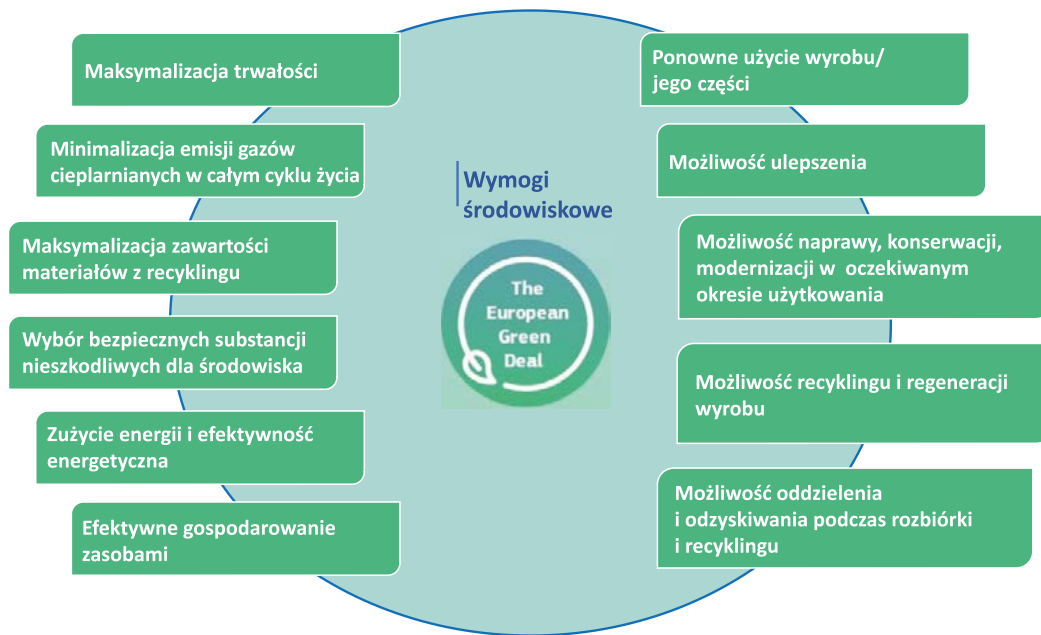 Maksymalizacja trwałości
Minimalizacja emisji gazów
cieplarnianych w całym cyklu życia
Maksymalizacja zawartości
materiałów z recyklingu
Wybór bezpiecznych substancji
nieszkodliwych dla środowiska
Zużycie energii i efektywność
energetyczna
Efektywne gospodarowanie
zasobami
Wymogi
środowiskowe
The
European
Green
Deal
Ponowne użycie wyrobu/
jego części
Możliwość ulepszenia
Możliwość naprawy, konserwacji,
modernizacji w oczekiwanym
okresie użytkowania
Możliwość recyklingu i regeneracji
wyrobu
Możliwość oddzielenia
i odzyskiwania podczas rozbiórki
i recyklingu